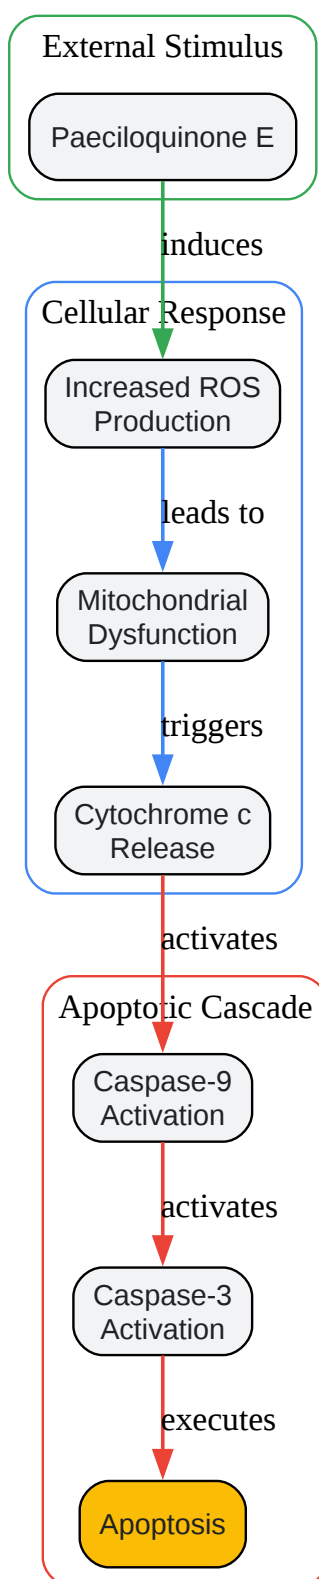 External Stimulus
Paeciloquinone E
induces
Cellular Response
Increased ROS
Production
leads to
Mitochondrial
Dysfunction
triggers
Cytochrome c
Release
activates
Apoptotic Cascade
Caspase-9
Activation
activates
Caspase-3
Activation
executes
Apoptosis